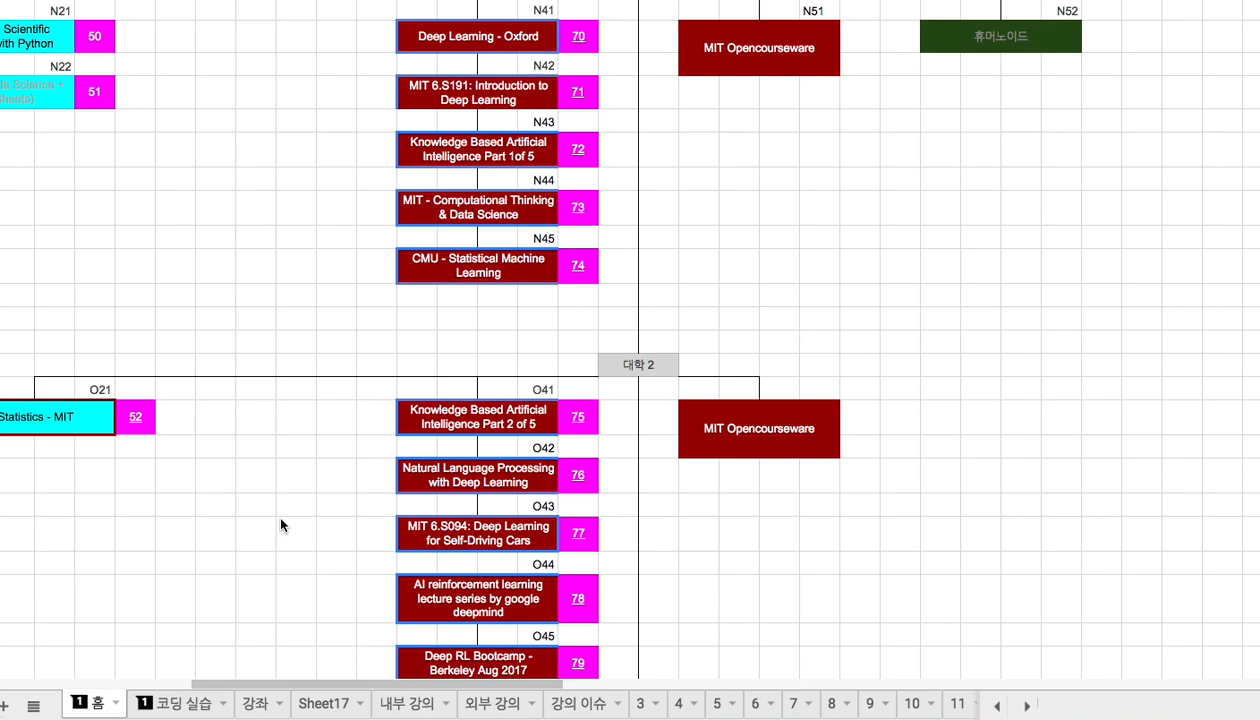 N21
N41
N51
N52
Scientific
with Python
50
Deep Learning - Oxford
70
MIT Opencourseware
휴머노이드
N22
N42
51
MIT 6.S191: Introduction to
Deep Learning
71
N43
Knowledge Based Artificial
Intelligence Part 1of 5
72
N44
MIT - Computational Thinking
& Data Science
73
N45
CMU - Statistical Machine
Learning
74
대학 2
O21
O41
Statistics - MIT
52
Knowledge Based Artificial
Intelligence Part 2 of 5
75
MIT Opencourseware
O42
Natural Language Processing
with Deep Learning
76
O43
MIT 6.S094: Deep Learning
for Self-Driving Cars
77
O44
AI reinforcement learning
lecture series by google
deepmind
78
O45
Deep RL Bootcamp -
Berkeley Aug 2017
79
1 홈 1 코딩 실습 강좌 Sheet17 내부 강의 외부 강의 강의 이슈 3 4 5 6 7 8 9 10 11